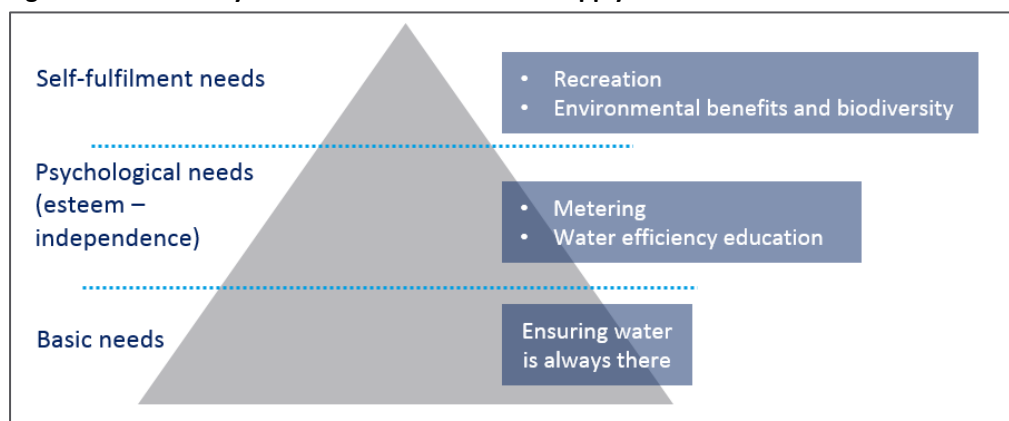 Self-fulfilment needs
• Recreation
• Environmental benefits and biodiversity
Psychological needs
(esteem –
independence)
• Metering
• Water efficiency education
Basic needs
Ensuring water
is always there